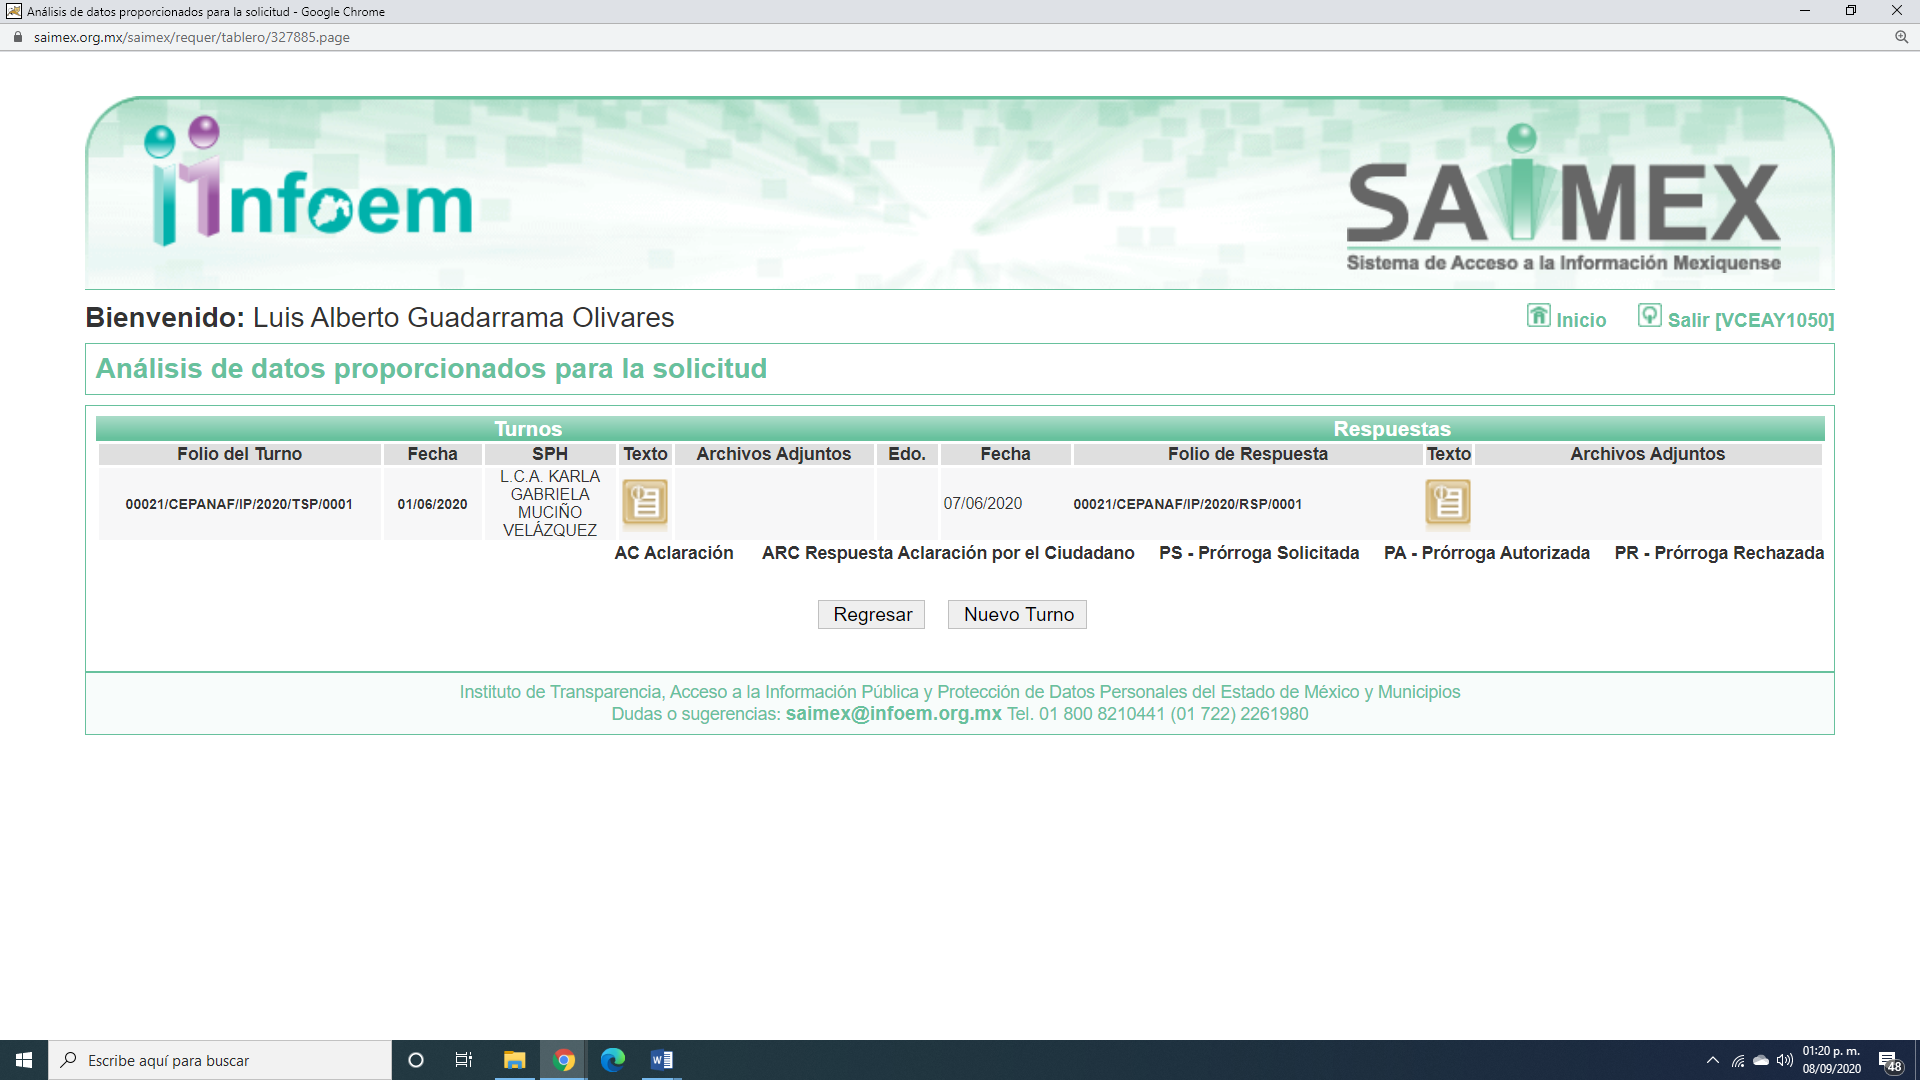 Análisis de datos proporcionados para la solicitud - Google Chrome
saimex.org.mx/saimex/requer/tablero/327885.page
infoem
SAIMEX
Sistema de Acceso a la Información Mexiquense
Bienvenido: Luis Alberto Guadarrama Olivares
Inicio Salir [VCEAY1050]
Análisis de datos proporcionados para la solicitud
Turnos Respuestas
Folio del Turno Fecha SPH Texto Archivos Adjuntos Edo. Fecha Folio de Respuesta Texto Archivos Adjuntos
00021/CEPANAF/IP/2020/TSP/0001 01/06/2020 L.C.A. KARLA
GABRIELA
MUCIÑO
VELÁZQUEZ
07/06/2020 00021/CEPANAF/IP/2020/RSP/0001
AC Aclaración ARC Respuesta Aclaración por el Ciudadano PS - Prórroga Solicitada PA - Prórroga Autorizada PR - Prórroga Rechazada
Regresar Nuevo Turno
Instituto de Transparencia, Acceso a la Información Pública y Protección de Datos Personales del Estado de México y Municipios
Dudas o sugerencias: saimex@infoem.org.mx Tel. 01 800 8210441 (01 722) 2261980
Escribe aquí para buscar
01:20 p. m.
08/09/2020
48